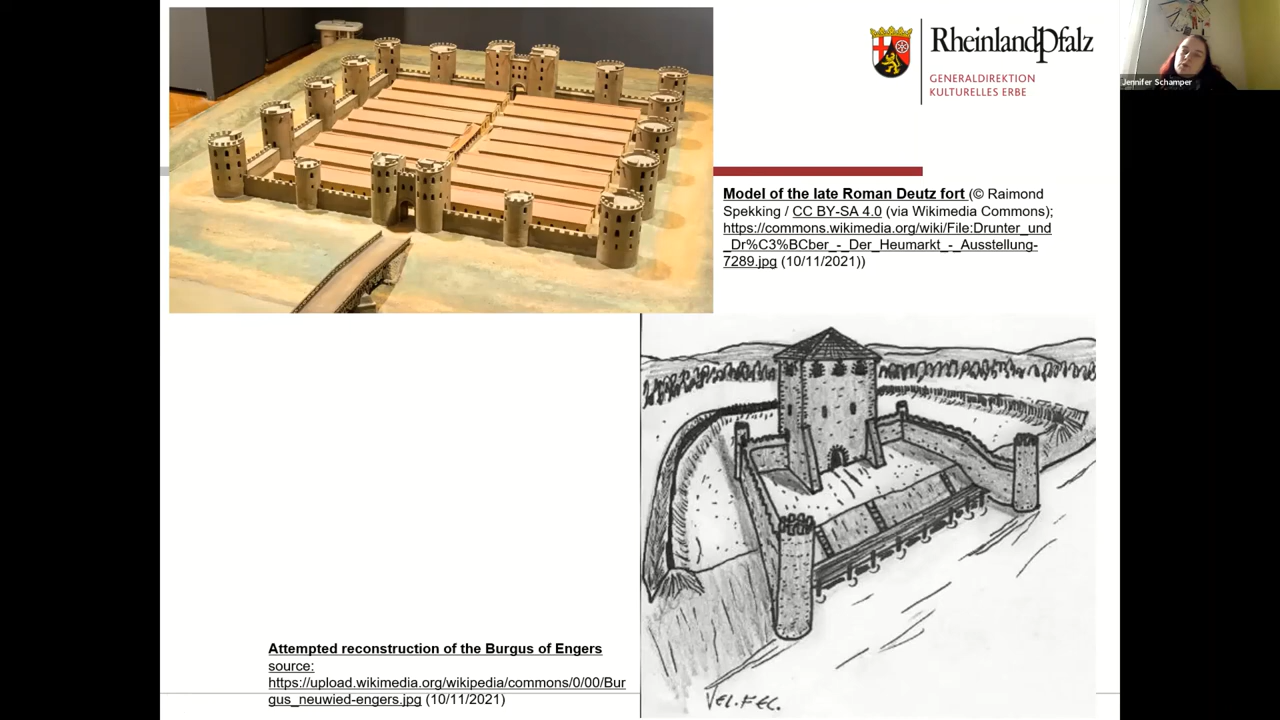 RheinlandPfalz
GENERALDIREKTION
KULTURELLES ERBE
Jennifer Schamper
Model of the late Roman Deutz fort (© Raimond
Spekking / CC BY-SA 4.0 (via Wikimedia Commons);
https://commons.wikimedia.org/wiki/File:Drunter_und
_Dr%C3%BCber_-_Der_Heumarkt_-_Ausstellung-
7289.jpg (10/11/2021))
Attempted reconstruction of the Burgus of Engers
source:
https://upload.wikimedia.org/wikipedia/commons/0/00/Bur
gus_neuwied-engers.jpg (10/11/2021)
VEL.FEC.